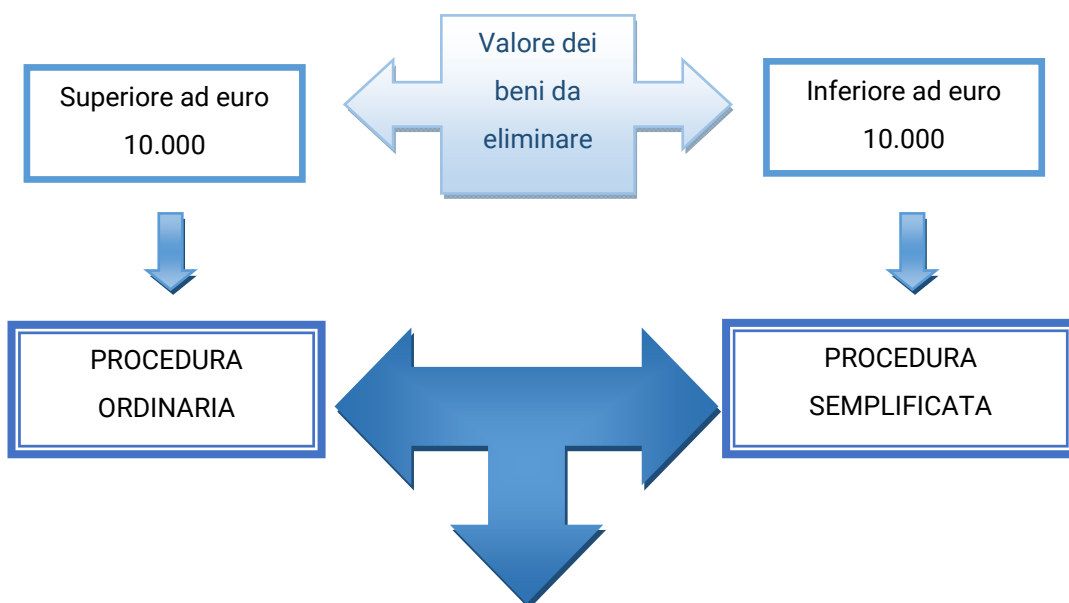 Valore dei
beni da
eliminare
Superiore ad euro
10.000
Inferiore ad euro
10.000
PROCEDURA
ORDINARIA
PROCEDURA
SEMPLIFICATA